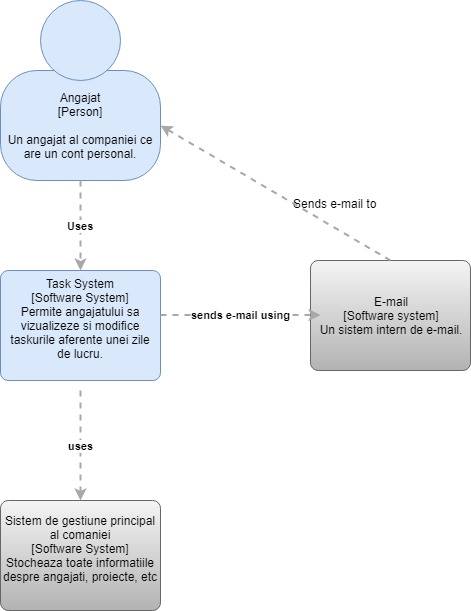 Angajat
[Person]
Un angajat al companiei ce
are un cont personal.
Sends e-mail to
Uses
Task System
[Software System]
Permite angajatului sa
vizualizeze si modifice
taskurile aferente unei zile
de lucru.
sends e-mail using
E-mail
[Software system]
Un sistem intern de e-mail.
uses
Sistem de gestiune principal
al comaniei
[Software System]
Stocheaza toate informatiile
despre angajati, proiecte, etc